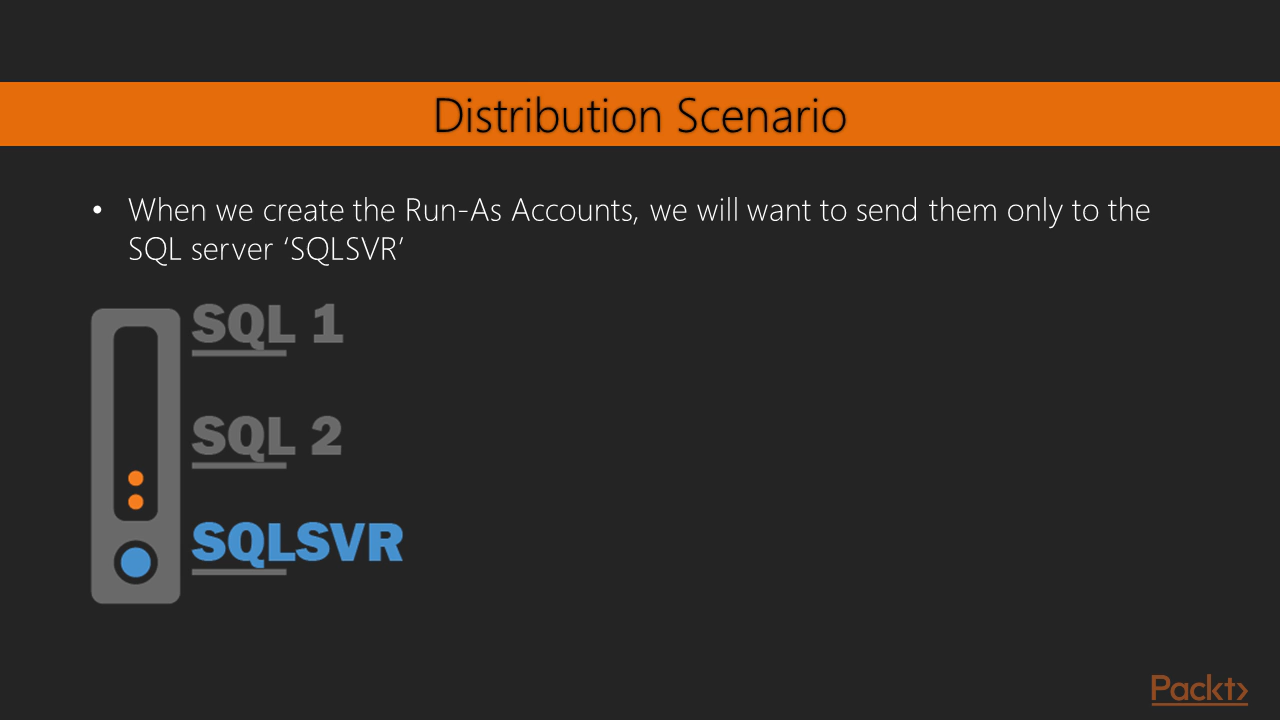 Distribution Scenario
• When we create the Run-As Accounts, we will want to send them only to the
SQL server ‘SQLSVR’
SQL 1
SQL 2
SQLSVR
Packt>